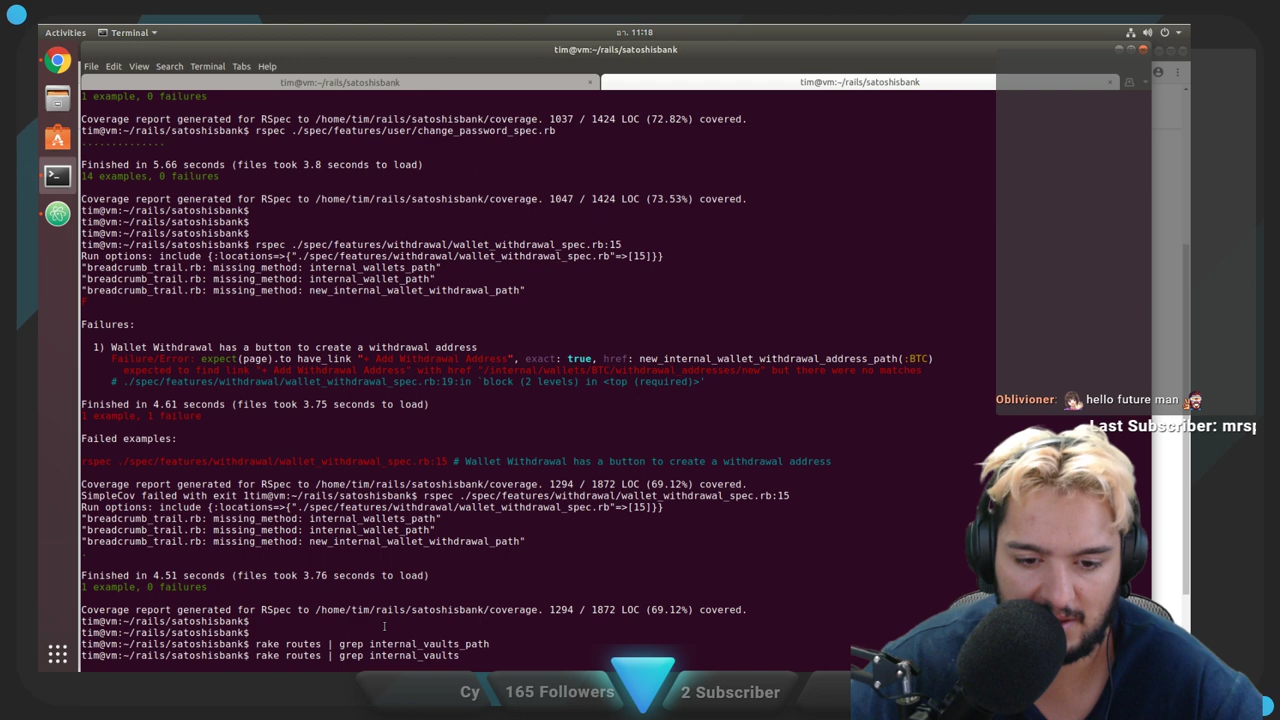 Activities
Terminal
อา. 11:18
tim@vm:~/rails/satoshisbank
File Edit View Search Terminal Tabs Help
tim@vm:~/rails/satoshisbank
tim@vm:~/rails/satoshisbank
1 example, 0 failures
Coverage report generated for RSpec to /home/tim/rails/satoshisbank/coverage. 1037 / 1424 LOC (72.82%) covered.
tim@vm:~/rails/satoshisbank$ rspec ./spec/features/user/change_password_spec.rb
..............
Finished in 5.66 seconds (files took 3.8 seconds to load)
14 examples, 0 failures
Coverage report generated for RSpec to /home/tim/rails/satoshisbank/coverage. 1047 / 1424 LOC (73.53%) covered.
tim@vm:~/rails/satoshisbank$
tim@vm:~/rails/satoshisbank$
tim@vm:~/rails/satoshisbank$
tim@vm:~/rails/satoshisbank$ rspec ./spec/features/withdrawal/wallet_withdrawal_spec.rb:15
Run options: include {:locations=>{"./spec/features/withdrawal/wallet_withdrawal_spec.rb"=>[15]}}
"breadcrumb_trail.rb: missing_method: internal_wallets_path"
"breadcrumb_trail.rb: missing_method: internal_wallet_path"
"breadcrumb_trail.rb: missing_method: new_internal_wallet_withdrawal_path"
F
Failures:
1) Wallet Withdrawal has a button to create a withdrawal address
Failure/Error: expect(page).to have_link "+ Add Withdrawal Address", exact: true, href: new_internal_wallet_withdrawal_address_path(:BTC)
expected to find link "+ Add Withdrawal Address" with href "/internal/wallets/BTC/withdrawal_addresses/new" but there were no matches
# ./spec/features/withdrawal/wallet_withdrawal_spec.rb:19:in `block (2 levels) in <top (required)>'
Finished in 4.61 seconds (files took 3.75 seconds to load)
1 example, 1 failure
Failed examples:
rspec ./spec/features/withdrawal/wallet_withdrawal_spec.rb:15 # Wallet Withdrawal has a button to create a withdrawal address
Coverage report generated for RSpec to /home/tim/rails/satoshisbank/coverage. 1294 / 1872 LOC (69.12%) covered.
SimpleCov failed with exit 1tim@vm:~/rails/satoshisbank$ rspec ./spec/features/withdrawal/wallet_withdrawal_spec.rb:15
Run options: include {:locations=>{"./spec/features/withdrawal/wallet_withdrawal_spec.rb"=>[15]}}
"breadcrumb_trail.rb: missing_method: internal_wallets_path"
"breadcrumb_trail.rb: missing_method: internal_wallet_path"
"breadcrumb_trail.rb: missing_method: new_internal_wallet_withdrawal_path"
.
Finished in 4.51 seconds (files took 3.76 seconds to load)
1 example, 0 failures
Coverage report generated for RSpec to /home/tim/rails/satoshisbank/coverage. 1294 / 1872 LOC (69.12%) covered.
tim@vm:~/rails/satoshisbank$
tim@vm:~/rails/satoshisbank$
tim@vm:~/rails/satoshisbank$ rake routes | grep internal_vaults_path
tim@vm:~/rails/satoshisbank$ rake routes | grep internal_vaults
Oblivioner: hello future man
Last Subscriber: mrsp
Cy
165 Followers
2 Subscriber